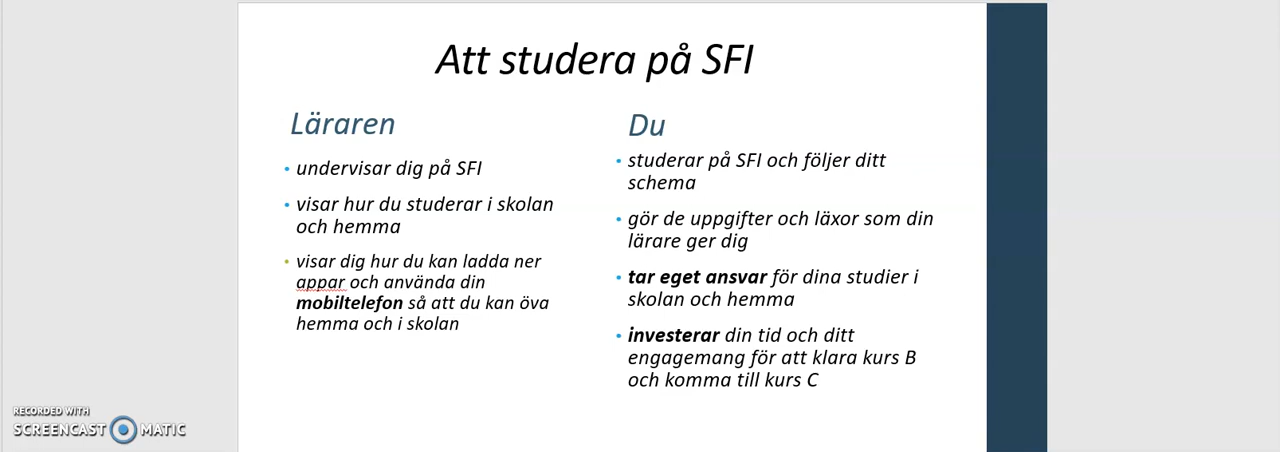 Att studera på SFI
Läraren
• undervisar dig på SFI
• visar hur du studerar i skolan
och hemma
• visar dig hur du kan ladda ner
appar och använda din
mobiltelefon så att du kan öva
hemma och i skolan
Du
• studerar på SFI och följer ditt
schema
• gör de uppgifter och läxor som din
lärare ger dig
• tar eget ansvar för dina studier i
skolan och hemma
• investerar din tid och ditt
engagemang för att klara kurs B
och komma till kurs C
RECORDED WITH
SCREENCAST MATIC